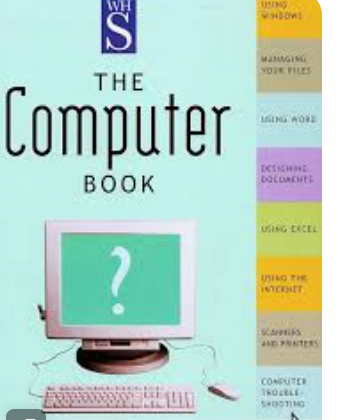 WH
S
THE
Computer
BOOK
?
USING
WINDOWS
MANAGING
YOUR FILES
USING WORD
DESIGNING
DOCUMENTS
USING EXCEL
USING THE
INTERNET
SCANNERS
AND PRINTERS
COMPUTER
TROUBLE-
SHOOTING